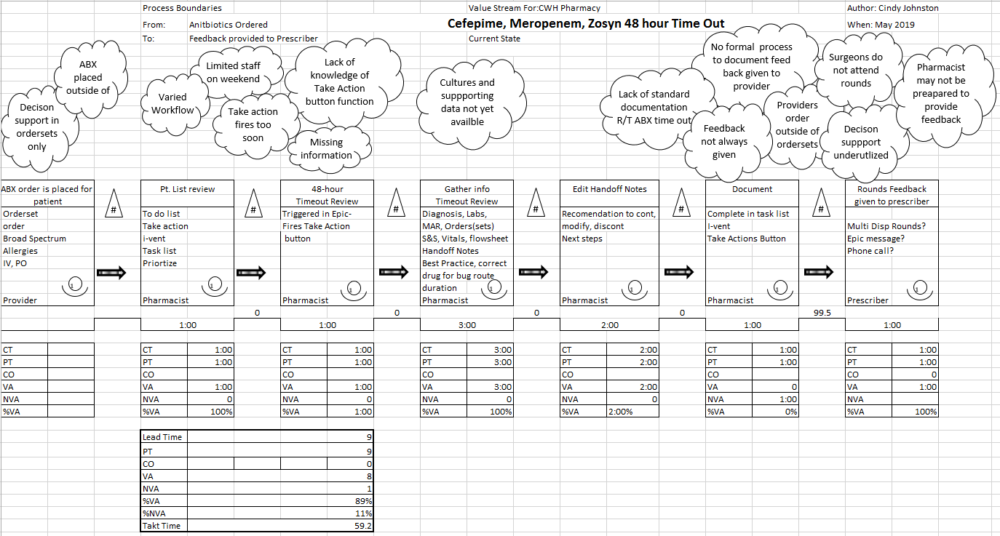 Process Boundaries
Value Stream For:CWH Pharmacy
Author: Cindy Johnston
From: Anitbiotics Ordered
Cefepime, Meropenem, Zosyn 48 hour Time Out
When: May 2019
To: Feedback provided to Prescriber
Current State
Decison
support in
ordersets
only
ABX
placed
outside of
Varied
Workflow
Limited staff
on weekend
Take action
fires too
soon
Lack of
knowledge of
Take Action
button function
Missing
information
Cultures and
suppporting
data not yet
availble
Lack of standard
documentation
R/T ABX time out
No formal process
to document feed
back given to
provider
Feedback
not always
given
Providers
order
outside of
ordersets
Surgeons do
not attend
rounds
Decison
suppport
underutlized
Pharmacist
may not be
preapared to
provide
feedback
ABX order is placed for
patient
Orderset
order
Broad Spectrum
Allergies
IV, PO
1
Provider
#
Pt. List review
To do list
Take action
i-vent
Task list
Priortize
1
Pharmacist
#
48-hour
Timeout Review
Triggered in Epic-
Fires Take Action
button
1
Pharmacist
#
Gather info
Timeout Review
Diagnosis, Labs,
MAR, Orders(sets)
S&S, Vitals, flowsheet
Handoff Notes
Best Practice, correct
drug for bug route
duration
1
Pharmacist
#
Edit Handoff Notes
Recomendation to cont,
modify, discont
Next steps
1
Pharmacist
#
Document
Complete in task list
I-vent
Take Actions Button
1
Pharmacist
#
Rounds Feedback
given to prescriber
Multi Disp Rounds?
Epic message?
Phone call?
1
Prescriber
0 0 0 0 99.5
1:00 1:00 3:00 2:00 1:00 1:00
CT CT 1:00 CT 1:00 CT 3:00 CT 2:00 CT 1:00 CT 1:00
PT PT 1:00 PT 1:00 PT 3:00 PT 2:00 PT 1:00 PT 1:00
CO CO CO CO CO CO CO 0
VA VA 1:00 VA 1:00 VA 3:00 VA 2:00 VA 0 VA 1:00
NVA NVA 0 NVA 0 NVA 0 NVA 0 NVA 1:00 NVA
%VA %VA 100% %VA 1:00 %VA 100% %VA 2:00% %VA 0% %VA 100%
Lead Time 9
PT 9
CO 0
VA 8
NVA 1
%VA 89%
%NVA 11%
Takt Time 59.2